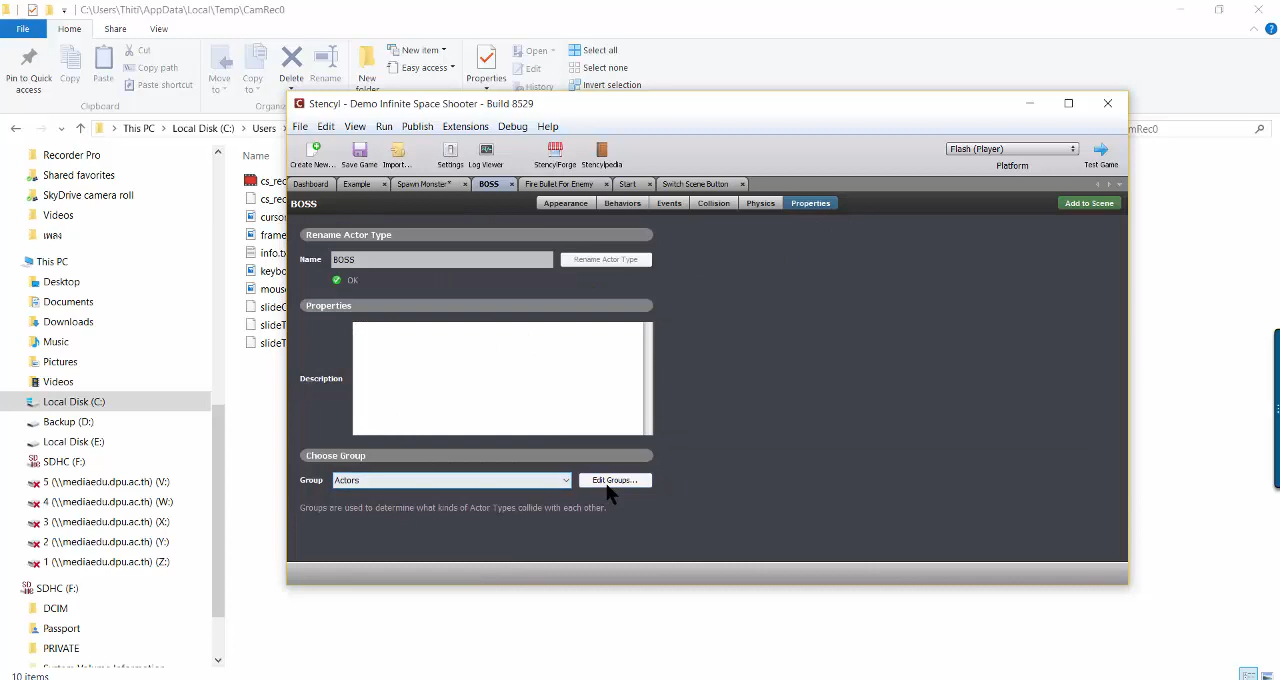 C:\Users\Thiti\AppData\Local\Temp\CamRec0
File Home Share View
Pin to Quick access
Copy
Paste
Cut
Copy path
Paste shortcut
Clipboard
Move to
Copy to
Delete
Rename
New folder
New item
Easy access
Properties
Open
Edit
History
Select all
Select none
Invert selection
This PC Local Disk (C:) Users
Name
Recorder Pro
Shared favorites
SkyDrive camera roll
Videos
เพลง
This PC
Desktop
Documents
Downloads
Music
Pictures
Videos
Local Disk (C:)
Backup (D:)
Local Disk (E:)
SDHC (F:)
5 (\\mediaedu.dpu.ac.th) (V:)
4 (\\mediaedu.dpu.ac.th) (W:)
3 (\\mediaedu.dpu.ac.th) (X:)
2 (\\mediaedu.dpu.ac.th) (Y:)
1 (\\mediaedu.dpu.ac.th) (Z:)
SDHC (F:)
DCIM
Passport
PRIVATE
System Volume Information
10 items
Stencyl - Demo Infinite Space Shooter - Build 8529
File Edit View Run Publish Extensions Debug Help
Create New... Save Game Import... Settings Log Viewer StencylForge Stencylpedia
Flash (Player)
Platform
Test Game
Dashboard Example Spawn Monster* BOSS Fire Bullet For Enemy Start Switch Scene Button
BOSS
Appearance Behaviors Events Collision Physics Properties
Add to Scene
Rename Actor Type
Name BOSS Rename Actor Type
OK
Properties
Description
Choose Group
Group Actors Edit Groups...
Groups are used to determine what kinds of Actor Types collide with each other.